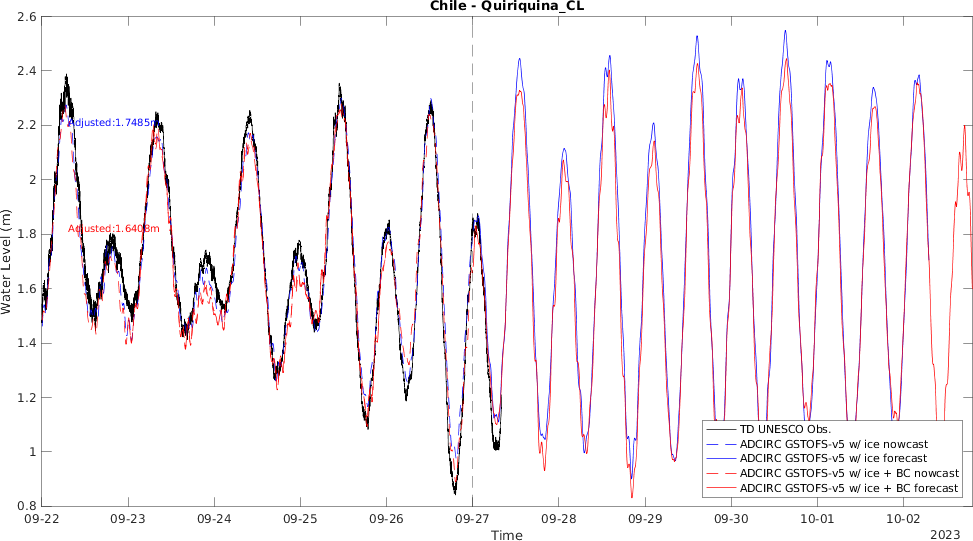 Chile - Quiriquina_CL
Water Level (m)
2.6
2.4
2.2
2
1.8
1.6
1.4
1.2
1
0.8
Adjusted:1.7485m
Adjusted:1.6408m
TD UNESCO Obs.
ADCIRC GSTOFS-v5 w/ ice nowcast
ADCIRC GSTOFS-v5 w/ ice forecast
ADCIRC GSTOFS-v5 w/ ice + BC nowcast
ADCIRC GSTOFS-v5 w/ ice + BC forecast
09-22 09-23 09-24 09-25 09-26 09-27 09-28 09-29 09-30 10-01 10-02
Time
2023